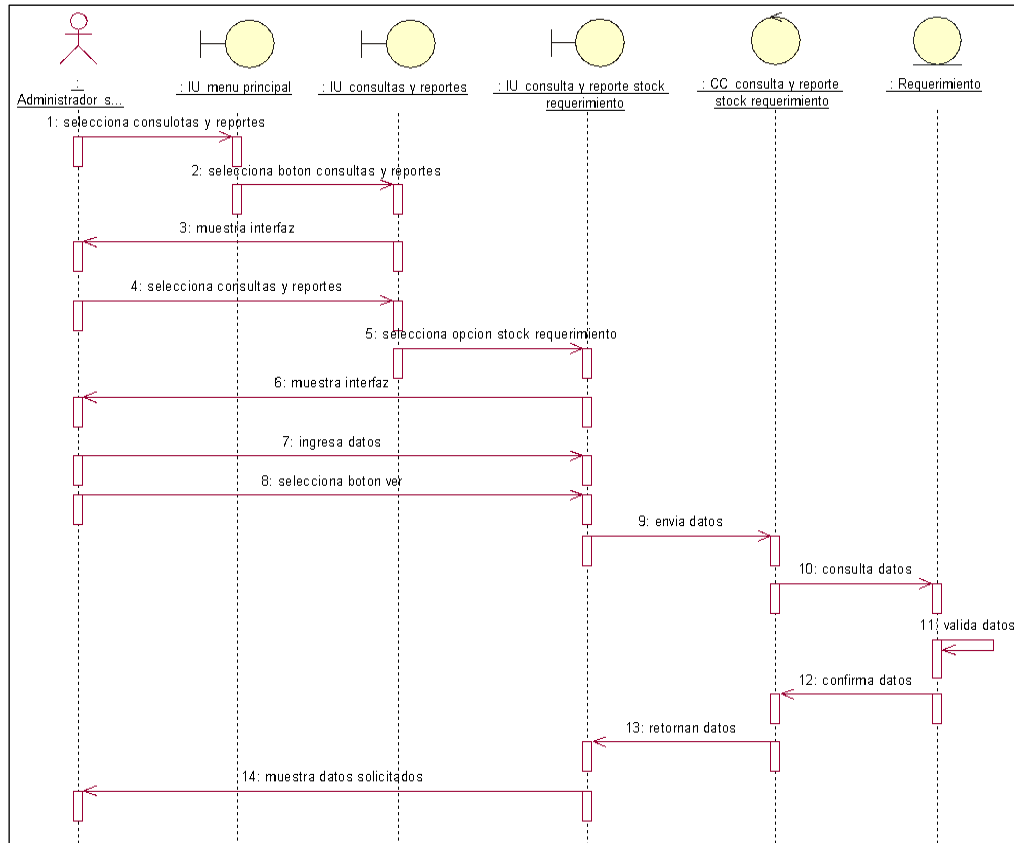 :
Administrador s...
: IU menu principal
: IU consultas y reportes
: IU consulta y reporte stock
requerimiento
: CC consulta y reporte
stock requerimiento
: Requerimiento
1: selecciona consulotas y reportes
2: selecciona boton consultas y reportes
3: muestra interfaz
4: selecciona consultas y reportes
5: selecciona opcion stock requerimiento
6: muestra interfaz
7: ingresa datos
8: selecciona boton ver
9: envia datos
10: consulta datos
11: valida datos
12: confirma datos
13: retornan datos
14: muestra datos solicitados